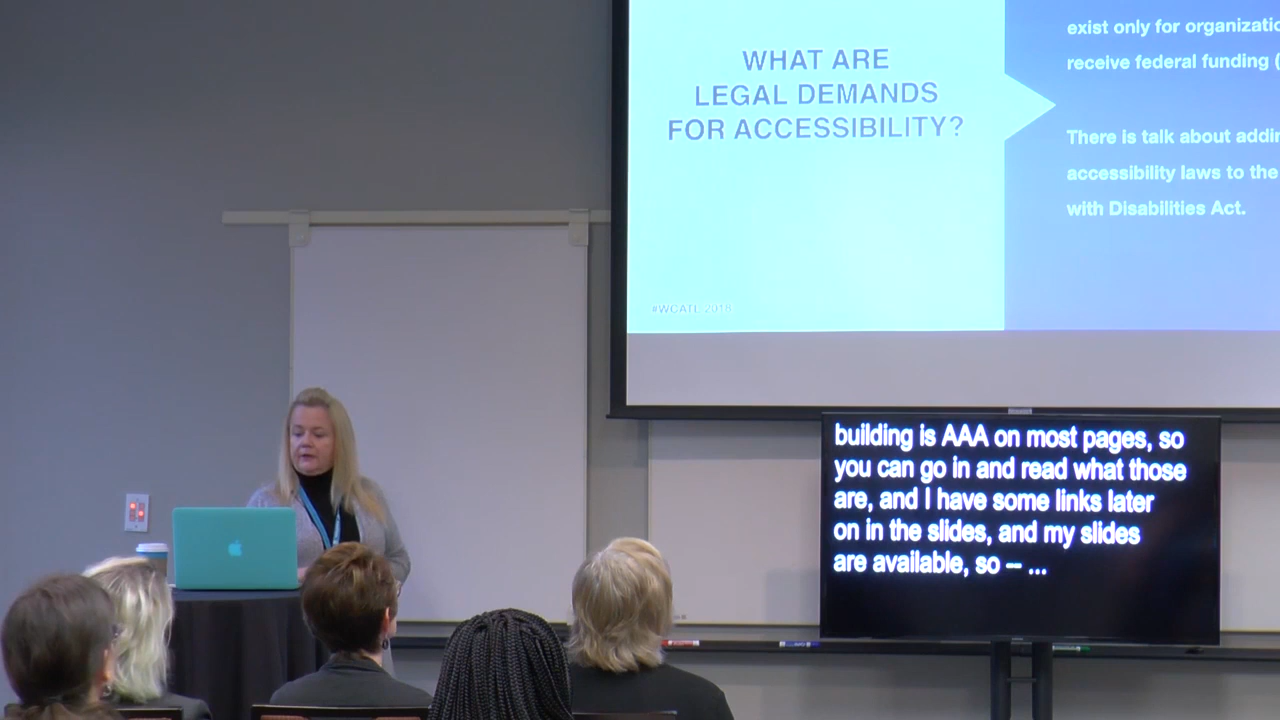 WHAT ARE
LEGAL DEMANDS
FOR ACCESSIBILITY?
#WCATL 2018
exist only for
receive federal funding (
There is talk about
accessibility laws to the
with Disabilities Act.
building is AAA on most pages, so
you can go in and read what those
are, and I have some links later
on in the slides, and my slides
are available, so -- ...